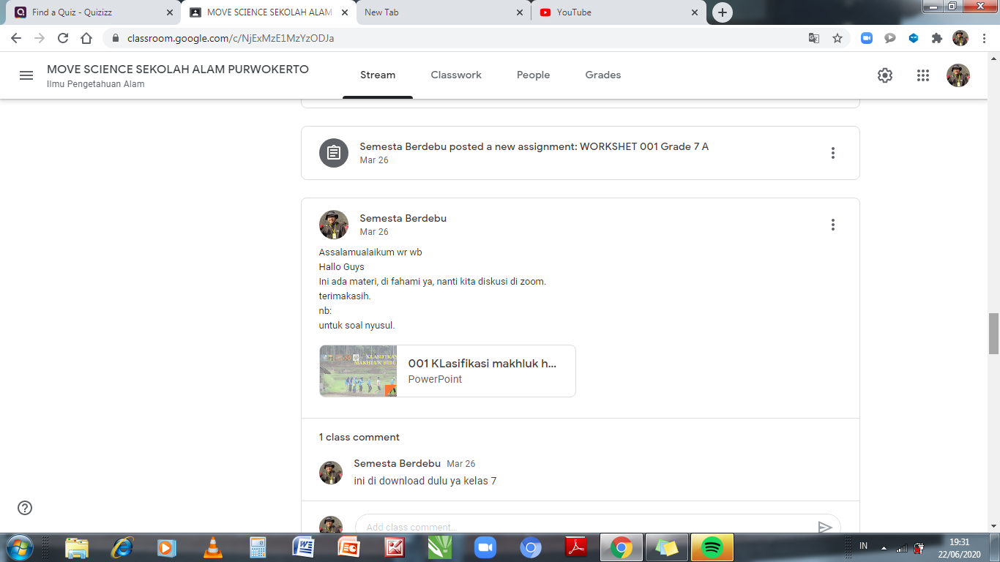 Find a Quiz - Quizizz
MOVE SCIENCE SEKOLAH ALAM
New Tab
YouTube
classroom.google.com/c/NjExMzE1MzYzODJa
MOVE SCIENCE SEKOLAH ALAM PURWOKERTO
Ilmu Pengetahuan Alam
Stream
Classwork
People
Grades
Semesta Berdebu posted a new assignment: WORKSHET 001 Grade 7 A
Mar 26
Semesta Berdebu
Mar 26
Assalamualaikum wr wb
Hallo Guys
Ini ada materi, di fahami ya, nanti kita diskusi di zoom.
terimakasih.
nb:
untuk soal nyusul.
KLASIFIKAS
MAKHLUK HIDU
001 KLasifikasi makhluk h...
PowerPoint
1 class comment
Semesta Berdebu Mar 26
ini di download dulu ya kelas 7
Add class comment...
IN
19:31
22/06/2020